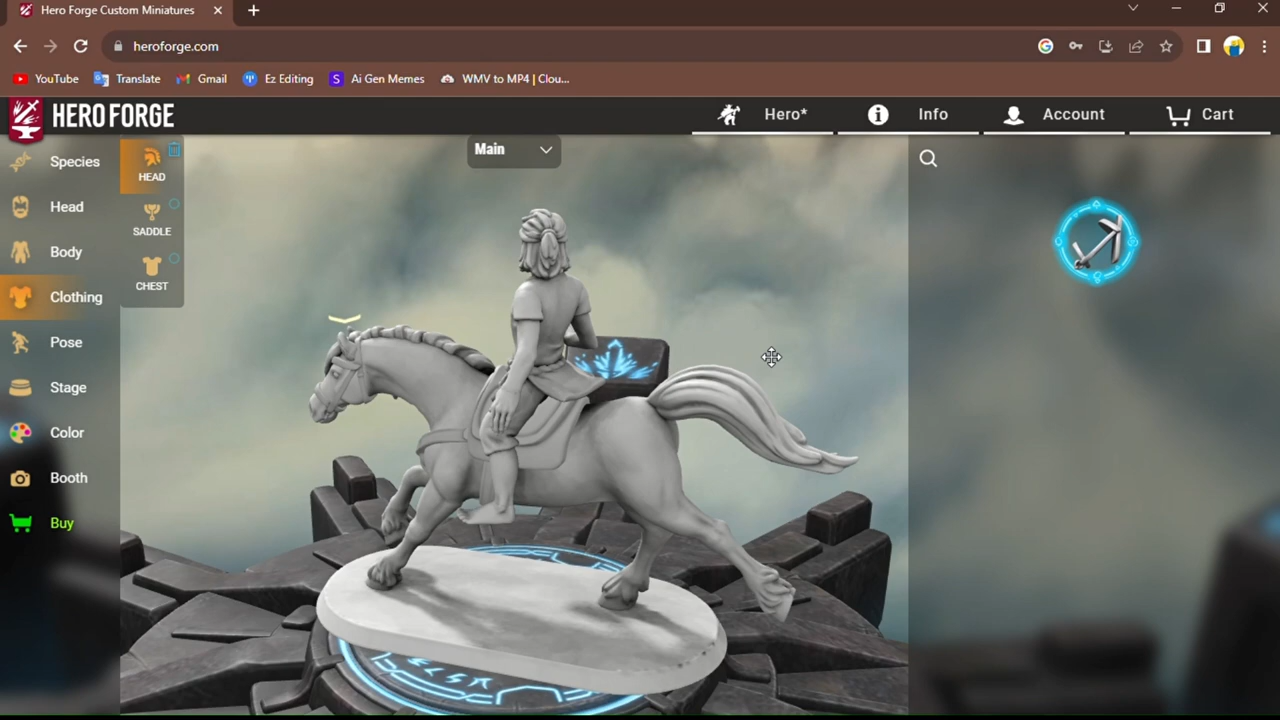 Hero Forge Custom Miniatures
heroforge.com
YouTube Translate Gmail Ez Editing Ai Gen Memes WMV to MP4 | Clou...
HERO FORGE Hero* Info Account Cart
Species
Head
Body
Clothing
Pose
Stage
Color
Booth
Buy
HEAD
SADDLE
CHEST
Main